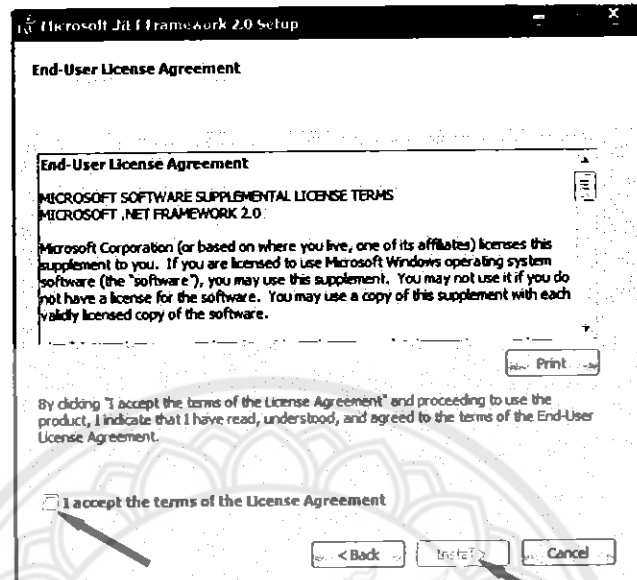 Microsoft .NET Framework 2.0 Setup
End-User License Agreement
End-User License Agreement
MICROSOFT SOFTWARE SUPPLEMENTAL LICENSE TERMS
MICROSOFT .NET FRAMEWORK 2.0
Microsoft Corporation (or based on where you live, one of its affiliates) licenses this
supplement to you. If you are licensed to use Microsoft Windows operating system
software (the "software"), you may use this supplement. You may not use it if you do
not have a license for the software. You may use a copy of this supplement with each
validly licensed copy of the software.
Print
By clicking "I accept the terms of the License Agreement" and proceeding to use the
product, I indicate that I have read, understood, and agreed to the terms of the End-User
License Agreement.
I accept the terms of the License Agreement
< Back Install > Cancel